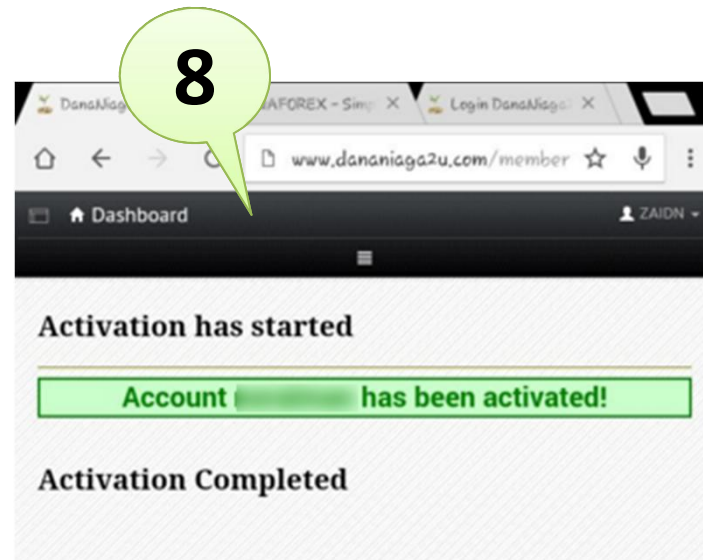 8
DanaNiag
AFOREX - Sim
Login DanaNiaga
www.dananiaga2u.com/member
Dashboard
ZAIDN
Activation has started
Account has been activated!
Activation Completed